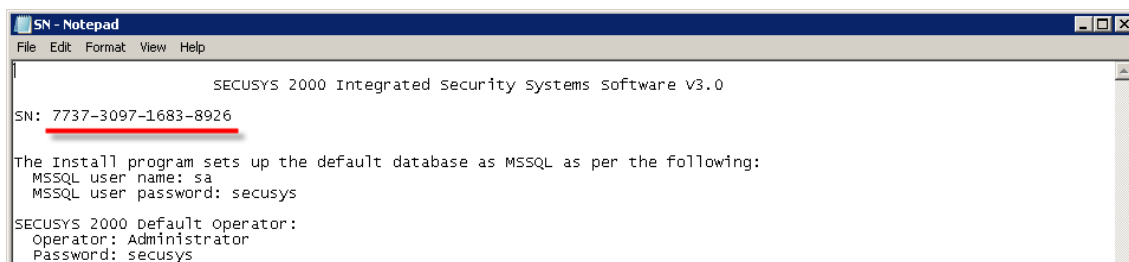 SN - Notepad
File Edit Format View Help
SECUSYS 2000 Integrated Security Systems Software V3.0
SN: 7737-3097-1683-8926
The Install program sets up the default database as MSSQL as per the following:
MSSQL user name: sa
MSSQL user password: secusys
SECUSYS 2000 Default Operator:
Operator: Administrator
Password: secusys